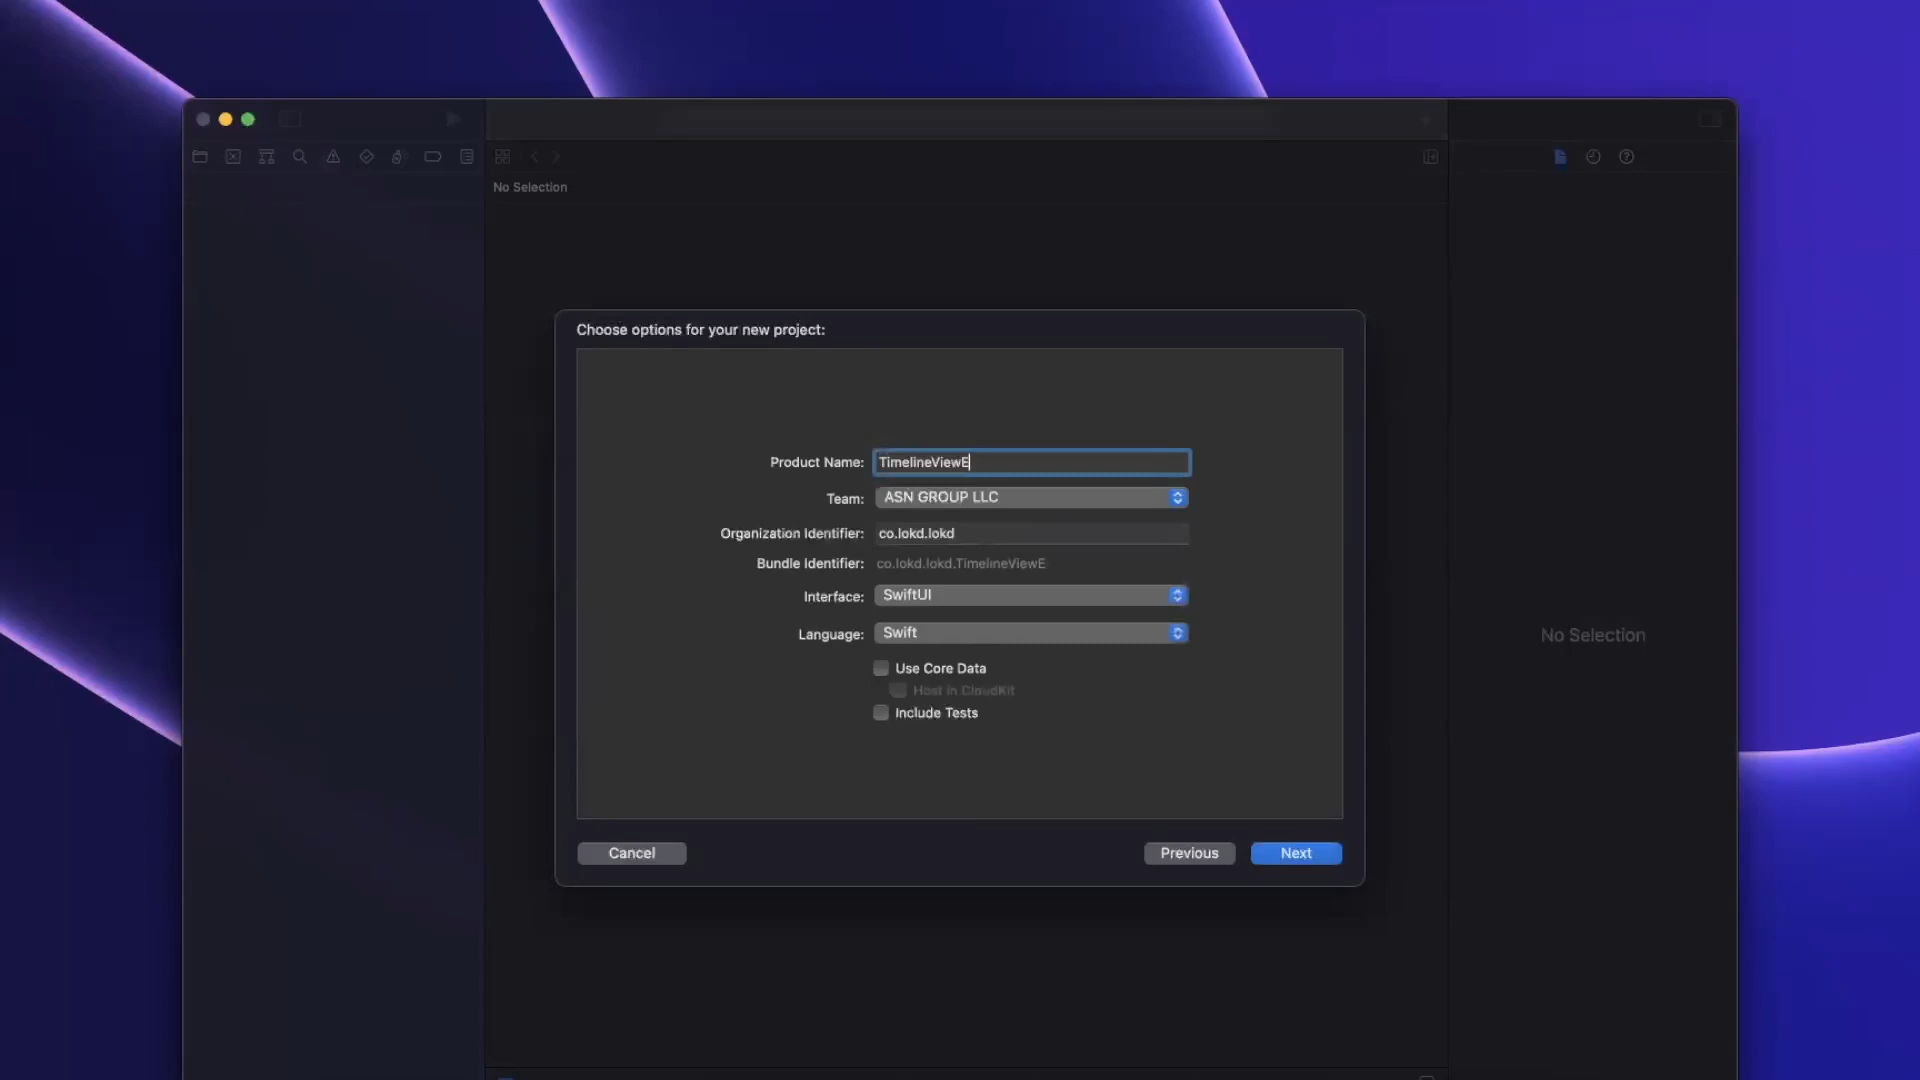 No Selection
Choose options for your new project:
Product Name: TimelineViewE
Team: ASN GROUP LLC
Organization Identifier: co.lokd.lokd
Bundle Identifier: co.lokd.lokd.TimelineViewE
Interface: SwiftUI
Language: Swift
Use Core Data
Host in CloudKit
Include Tests
No Selection
Cancel Previous Next